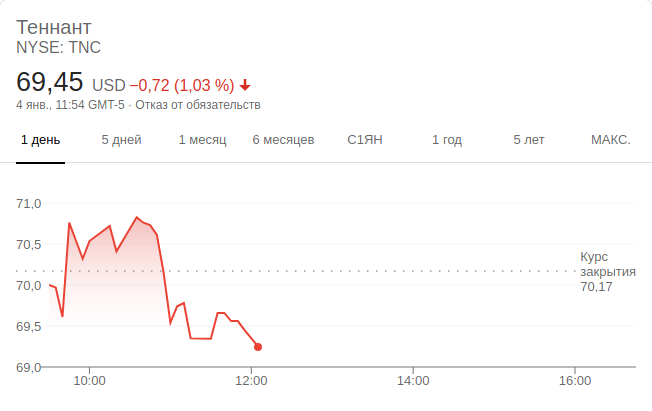 Теннант
NYSE: TNC
69,45 USD −0,72 (1,03 %)
4 янв., 11:54 GMT-5 · Отказ от обязательств
1 день 5 дней 1 месяц 6 месяцев С1ЯН 1 год 5 лет МАКС.
71,0
70,5
Курс
закрытия
70,17
70,0
69,5
69,0
10:00 12:00 14:00 16:00